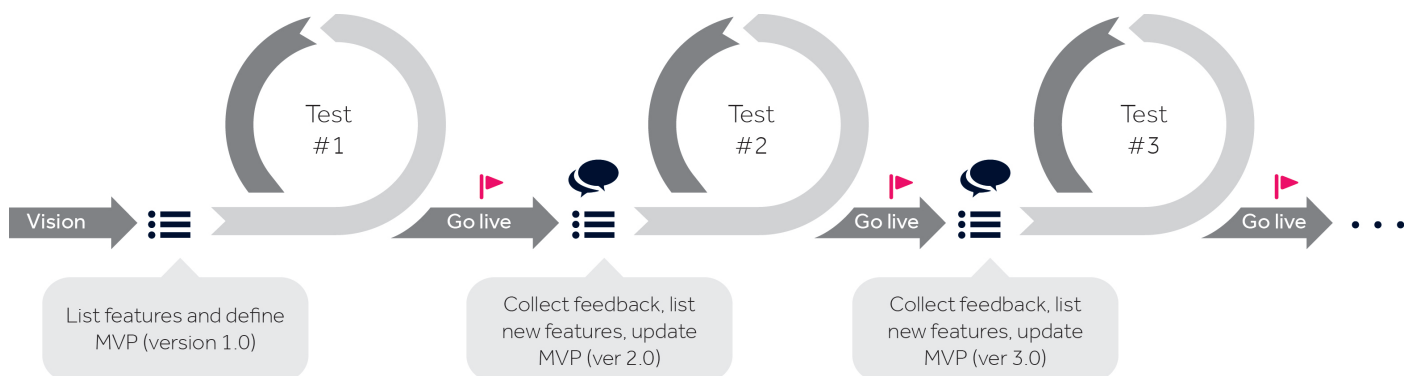 Test
#1
Test
#2
Test
#3
Vision
Go live
Go live
Go live
List features and define
MVP (version 1.0)
Collect feedback, list
new features, update
MVP (ver 2.0)
Collect feedback, list
new features, update
MVP (ver 3.0)